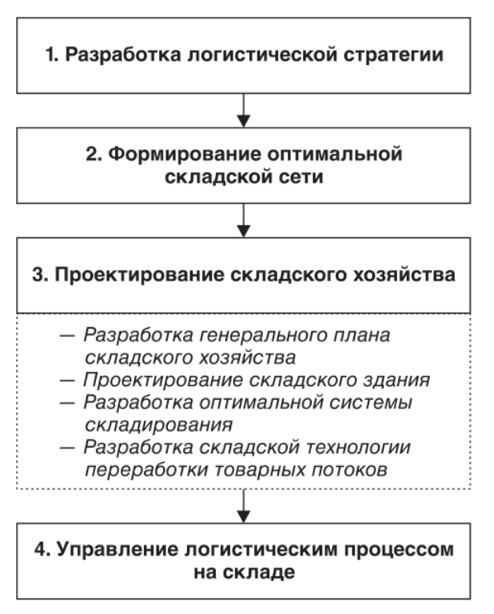 1. Разработка логистической стратегии
2. Формирование оптимальной
складской сети
3. Проектирование складского хозяйства
— Разработка генерального плана
складского хозяйства
— Проектирование складского здания
— Разработка оптимальной системы
складирования
— Разработка складской технологии
переработки товарных потоков
4. Управление логистическим процессом
на складе